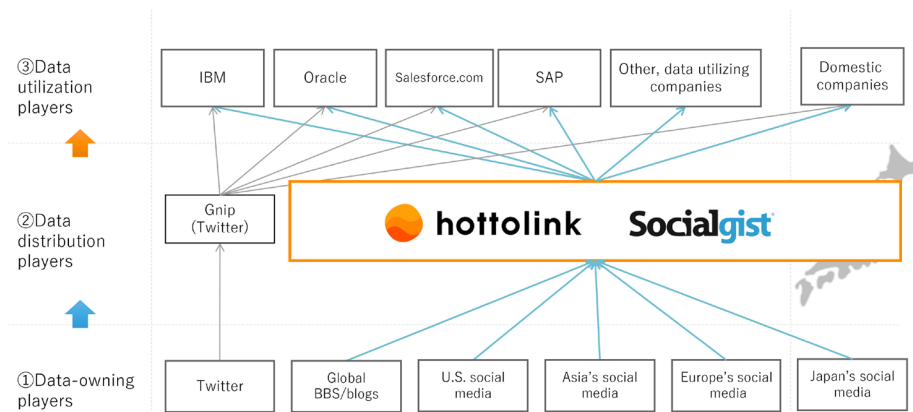 ③Data
utilization
players
IBM
Oracle
Salesforce.com
SAP
Other, data utilizing
companies
Domestic
companies
②Data
distribution
players
Gnip
(Twitter)
hottolink
Socialgist
①Data-owning
players
Twitter
Global
BBS/blogs
U.S. social
media
Asia's social
media
Europe's social
media
Japan's social
media